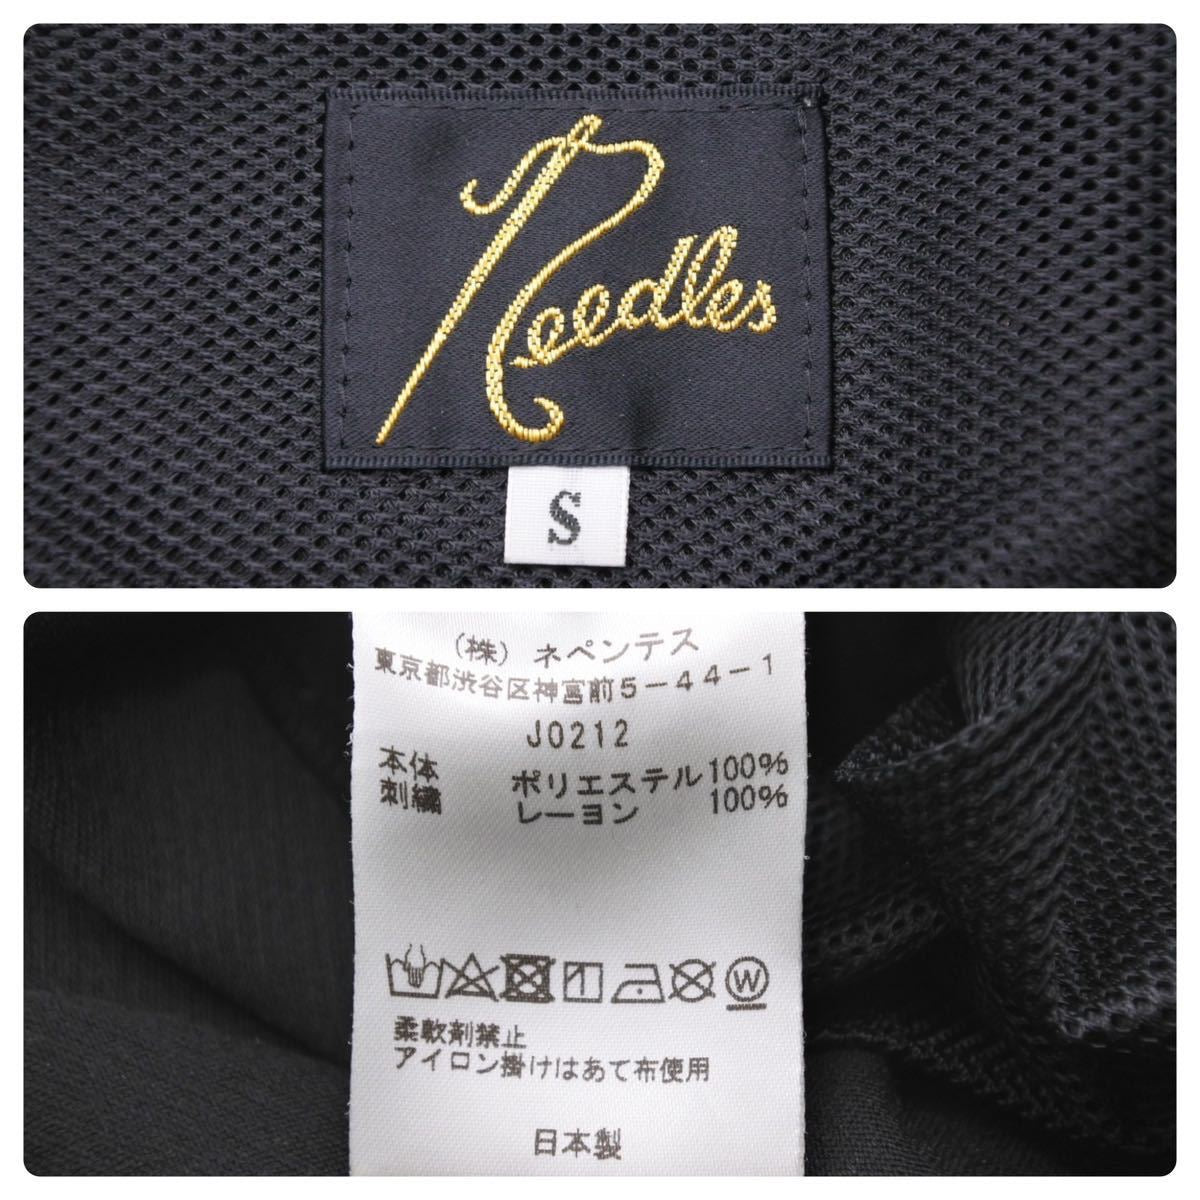 Needles
S
(株)ネペンテス
東京都渋谷区神宮前5-44-1
J0212
本体 ポリエステル100%
刺繍 レーヨン 100%
W
柔軟剤禁止
アイロン掛けはあて布使用
日本製